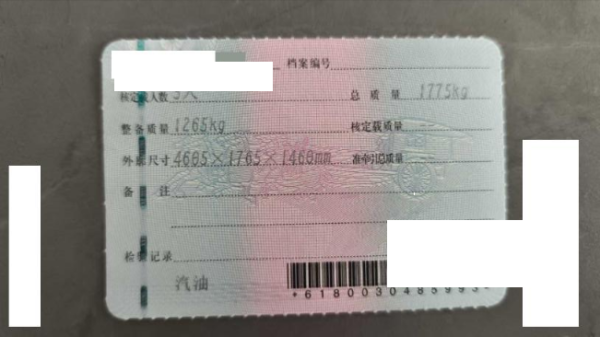 档案编号
核定载人数 5人 总质量 1775kg
整备质量 1265kg 核定载质量
外廓尺寸 4605×1765×1460mm 准牵引总质量
备注
检验记录
汽油